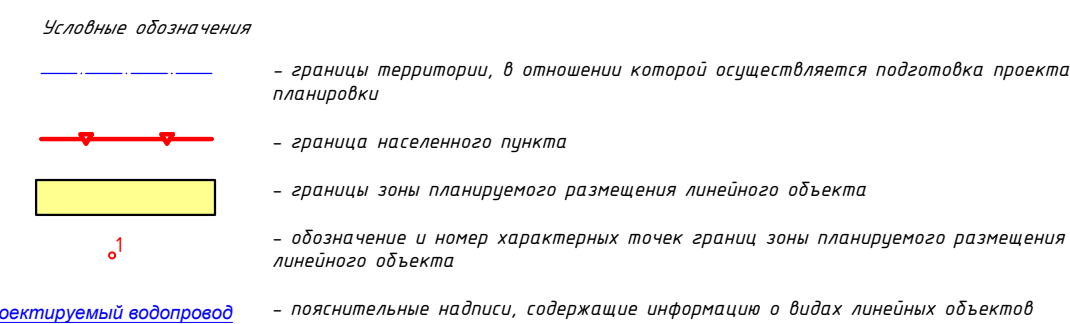 Условные обозначения
- границы территории, в отношении которой осуществляется подготовка проекта
планировки
- граница населенного пункта
- границы зоны планируемого размещения линейного объекта
1
- обозначение и номер характерных точек границ зоны планируемого размещения
линейного объекта
оектируемый водопровод - пояснительные надписи, содержащие информацию о видах линейных объектов